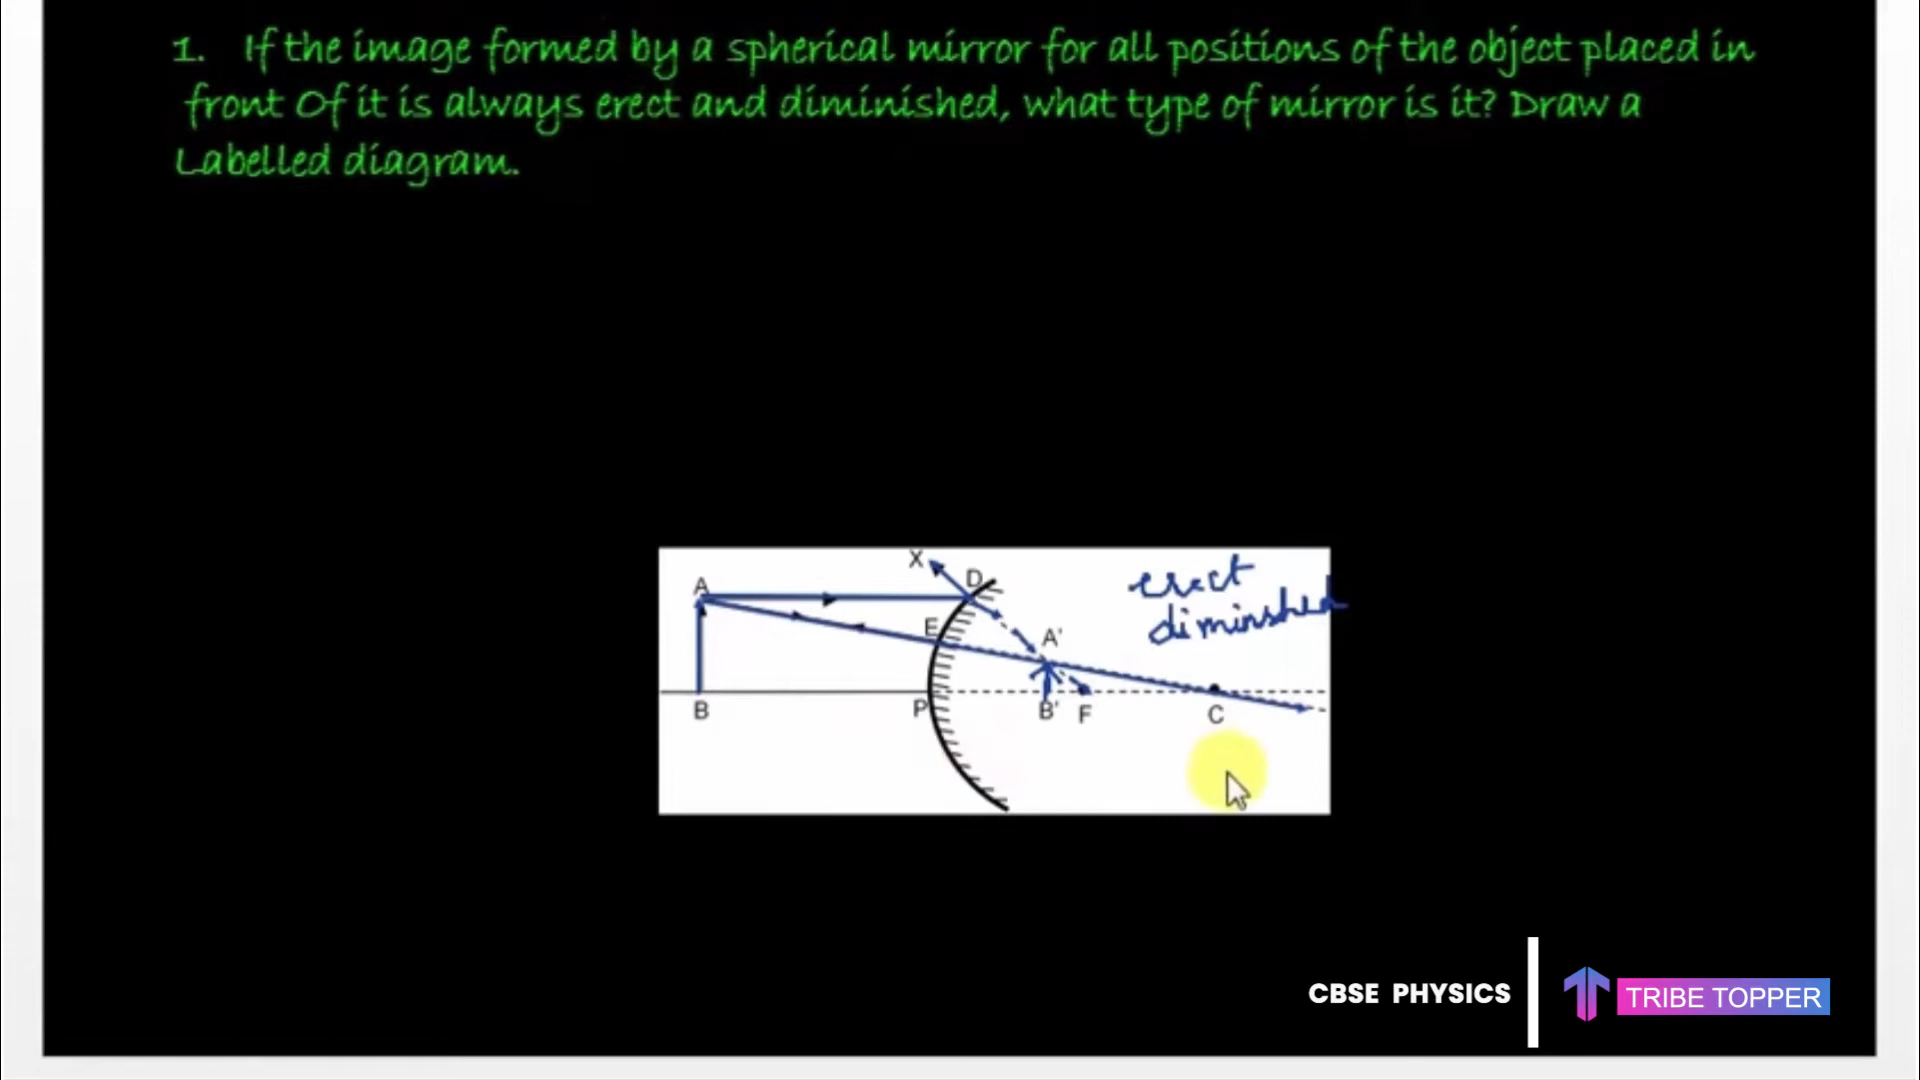 1. If the image formed by a spherical mirror for all positions of the object placed in
front Of it is always erect and diminished, what type of mirror is it? Draw a
Labelled diagram.
X
D
erect
A
diminshed
E
A'
B
P
B'
F
C
CBSE PHYSICS
TRIBE TOPPER